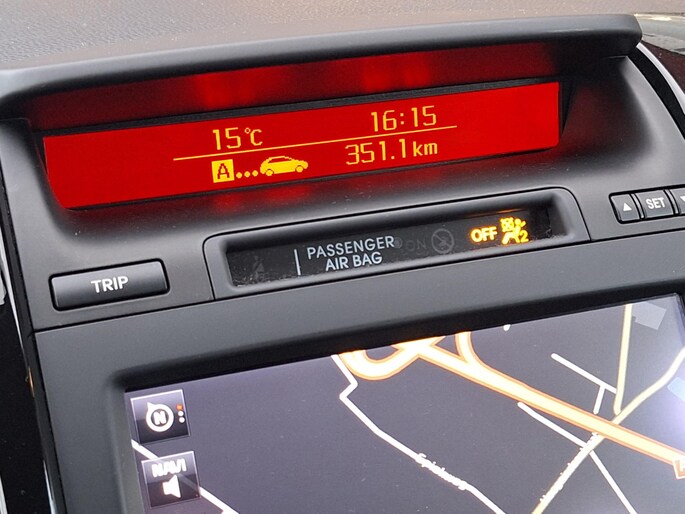 15°C
16:15
A
351.1km
TRIP
PASSENGER
AIR BAG
ON
OFF
2
SET
N
NAVI